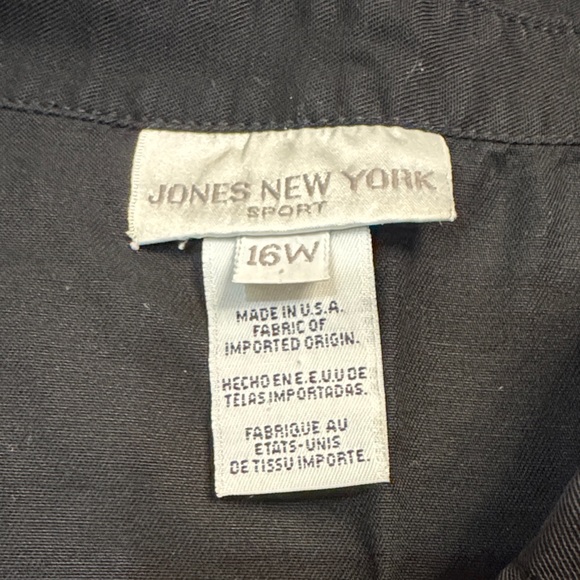 JONES NEW YORK
SPORT
16W
MADE IN U.S.A.
FABRIC OF
IMPORTED ORIGIN.
HECHO EN E.E.U.U DE
TELAS IMPORTADAS.
FABRIQUE AU
ETATS-UNIS
DE TISSU IMPORTE.